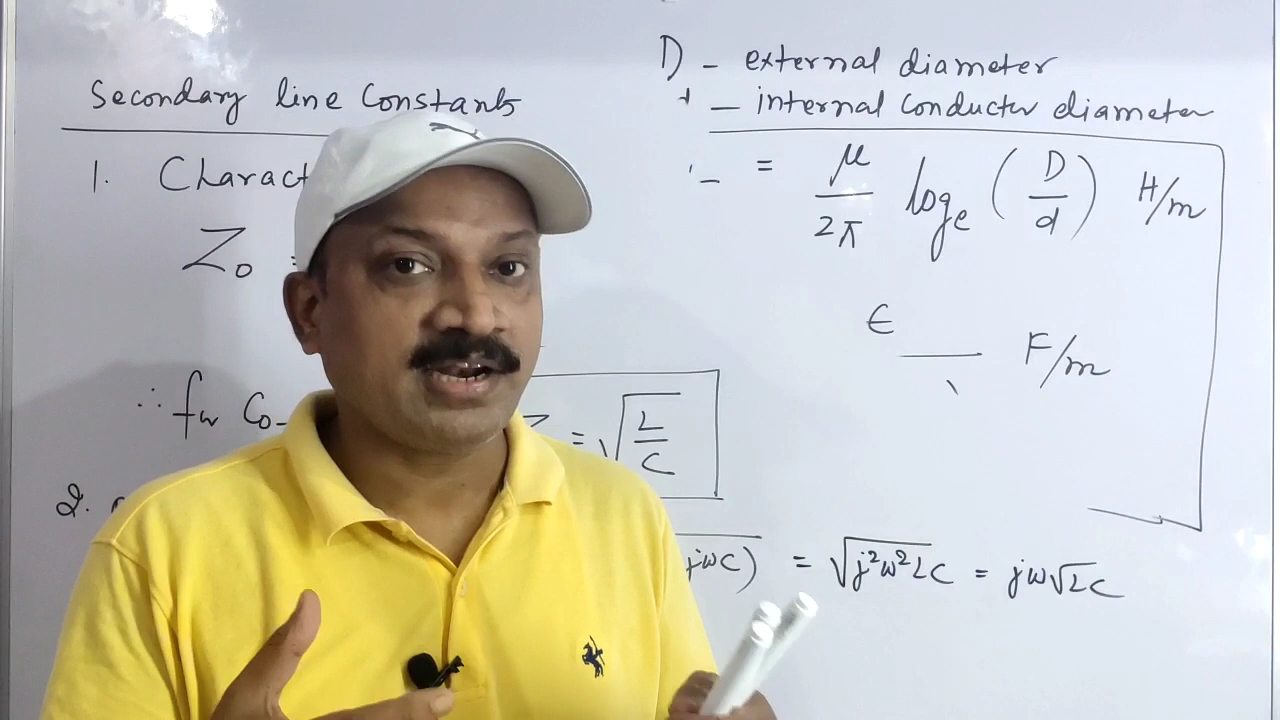 Secondary line Constants
1. Charact
Z₀ =
∴ for Co
= √(L/C)
2.
D – external diameter
– internal conductor diameter
= μ/2π logₑ (D/d) H/m
ϵ F/m
jωC) = √j²ω²LC = jω√LC